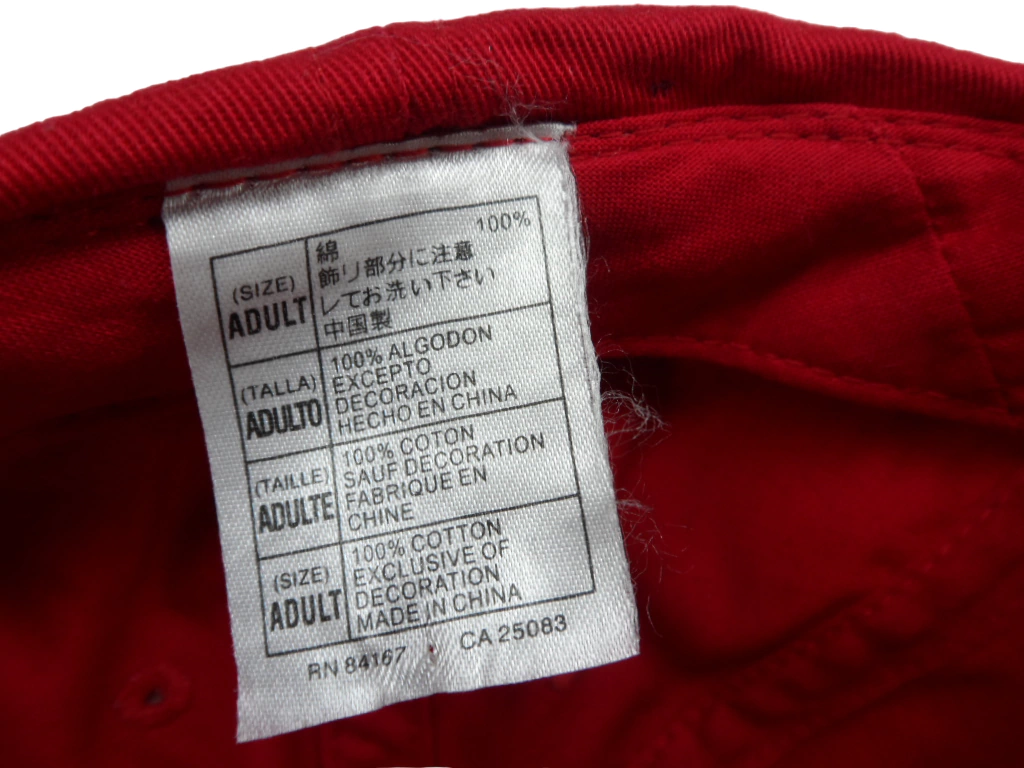 (SIZE)
ADULT
綿 100%
飾り部分に注意
してお洗い下さい
中国製
(TALLA)
ADULTO
100% ALGODON
EXCEPTO
DECORACION
HECHO EN CHINA
(TAILLE)
ADULTE
100% COTON
SAUF DECORATION
FABRIQUE EN
CHINE
(SIZE)
ADULT
100% COTTON
EXCLUSIVE OF
DECORATION
MADE IN CHINA
RN 84167 CA 25083